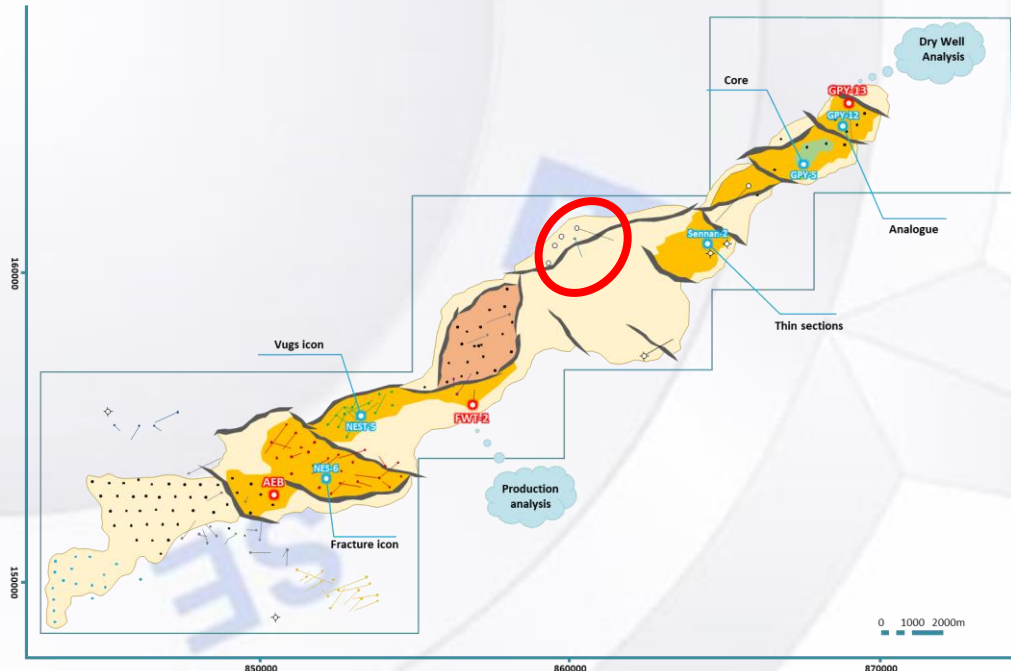 Dry Well
Analysis
Core
GPY-13
GPY-12
GPY-5
Analogue
Sennan-2
Thin sections
160000
Vugs icon
NEST-5
FWT-2
NES-6
AEB
Production
analysis
Fracture icon
150000
0 1000 2000m
850000
860000
870000